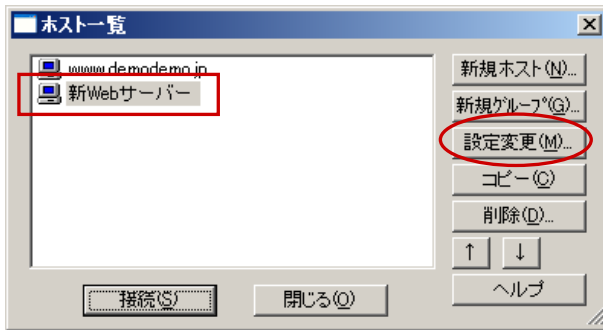 ホスト一覧
www.demodemo.jp
新Webサーバー
新規ホスト(N)...
新規グループ(G)...
設定変更(M)...
コピー(C)
削除(D)...
↑ ↓
接続(S)
閉じる(O)
ヘルプ